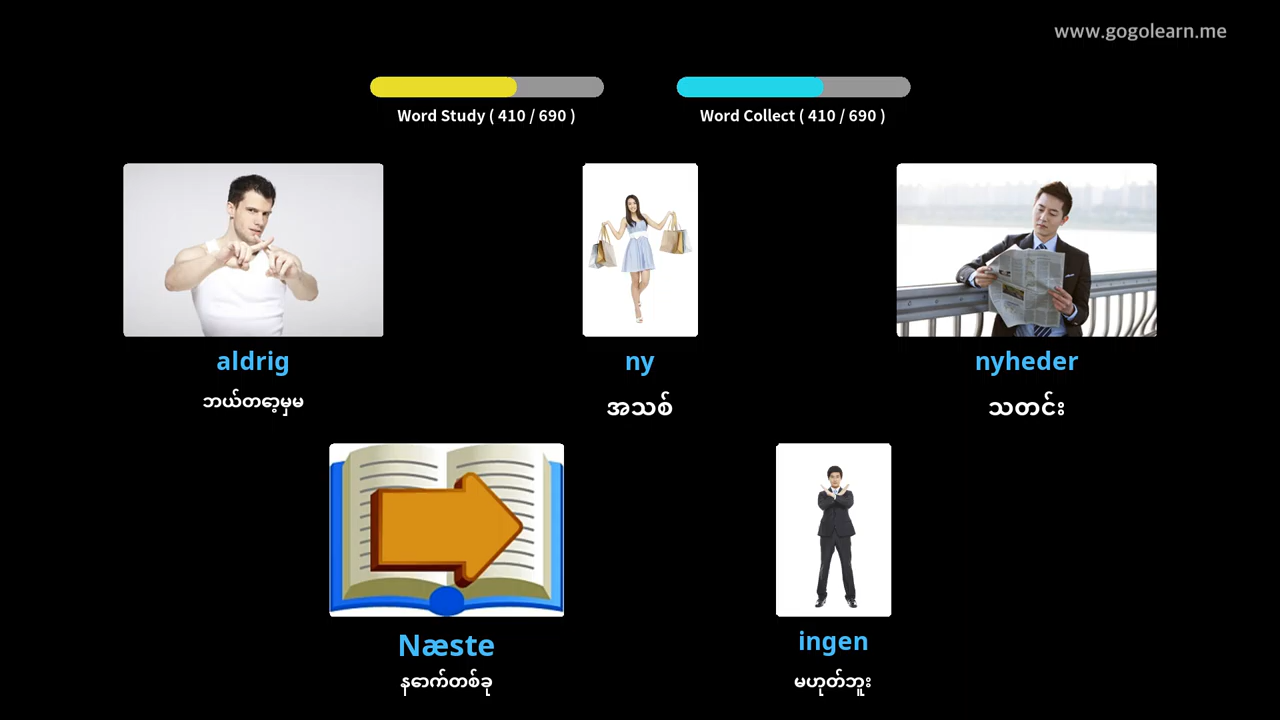 www.gogolearn.me
Word Study ( 410 / 690 )
Word Collect ( 410 / 690 )
aldrig
ny
nyheder
ဘယ်တော့မှမ
အသစ်
သတင်း
Næste
ingen
နောက်တစ်ခု
မဟုတ်ဘူး